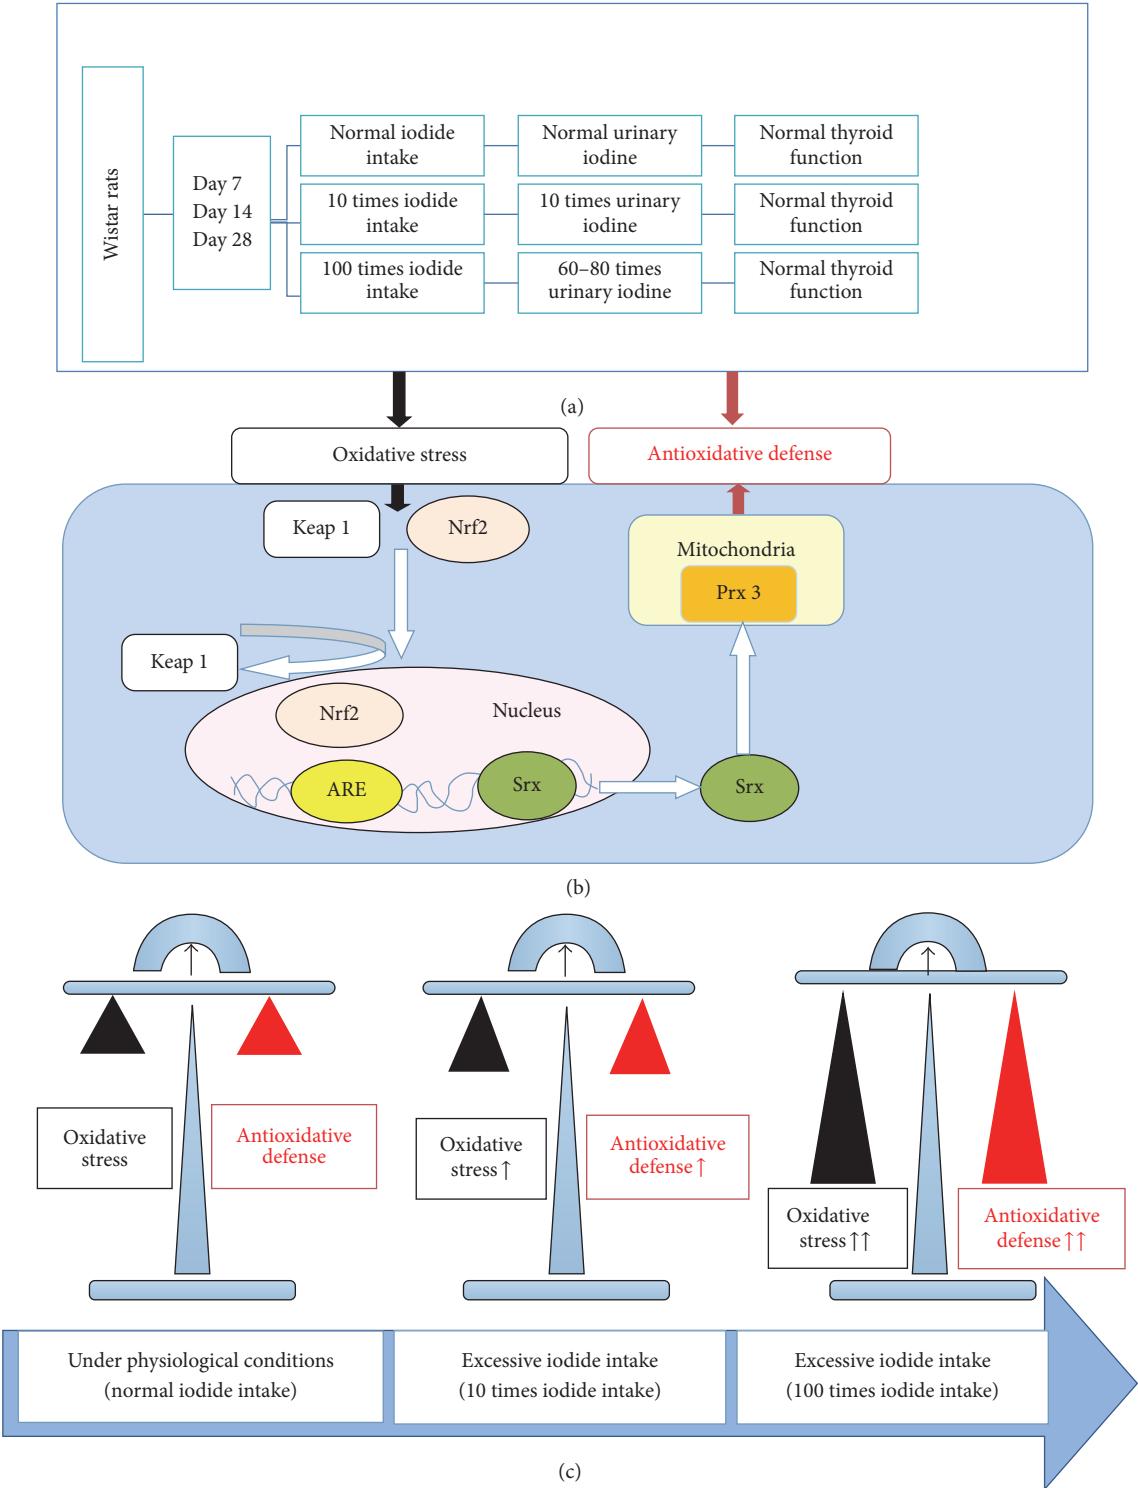 Wistar rats
Day 7
Day 14
Day 28
Normal iodide
intake
Normal urinary
iodine
Normal thyroid
function
10 times iodide
intake
10 times urinary
iodine
Normal thyroid
function
100 times iodide
intake
60–80 times
urinary iodine
Normal thyroid
function
(a)
Oxidative stress
Antioxidative defense
Keap 1
Nrf2
Mitochondria
Prx 3
Keap 1
Nrf2
Nucleus
ARE
Srx
Srx
(b)
Oxidative
stress
Antioxidative
defense
Oxidative
stress↑
Antioxidative
defense↑
Oxidative
stress↑↑
Antioxidative
defense↑↑
Under physiological conditions
(normal iodide intake)
Excessive iodide intake
(10 times iodide intake)
Excessive iodide intake
(100 times iodide intake)
(c)